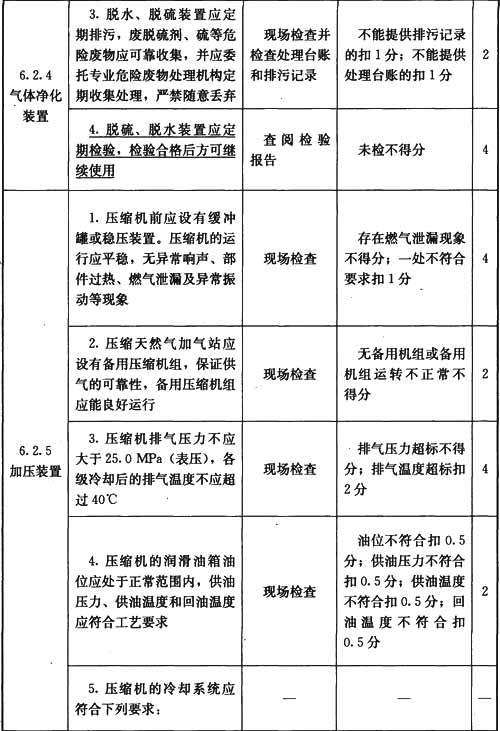 6.2.4
气体净化
装置
3. 脱水、脱硫装置应定
期排污，废脱硫剂、硫等危
险废物应可靠收集，并应委
托专业危险废物处理机构定
期收集处理，严禁随意丢弃
现场检查并
检查处理台账
和排污记录
不能提供排污记录
的扣1分；不能提供
处理台账的扣1分
2
4. 脱硫、脱水装置应定
期检验，检验合格后方可继
续使用
查阅检验
报告
未检不得分
4
6.2.5
加压装置
1. 压缩机前应设有缓冲
罐或稳压装置。压缩机的运
行应平稳，无异常响声、部
件过热、燃气泄漏及异常振
动等现象
现场检查
存在燃气泄漏现象
不得分；一处不符合
要求扣1分
4
2. 压缩天然气加气站应
设有备用压缩机组，保证供
气的可靠性，备用压缩机组
应能良好运行
现场检查
无备用机组或备用
机组运转不正常不
得分
2
3. 压缩机排气压力不应
大于25.0 MPa（表压），各
级冷却后的排气温度不应超
过40℃
现场检查
排气压力超标不得
分；排气温度超标扣
2分
4
4. 压缩机的润滑油箱油
位应处于正常范围内，供油
压力、供油温度和回油温度
应符合工艺要求
现场检查
油位不符合扣0.5
分；供油压力不符合
扣0.5分；供油温度
不符合扣0.5分；回
油温度不符合扣
0.5分
2
5. 压缩机的冷却系统应
符合下列要求：
—
—
—